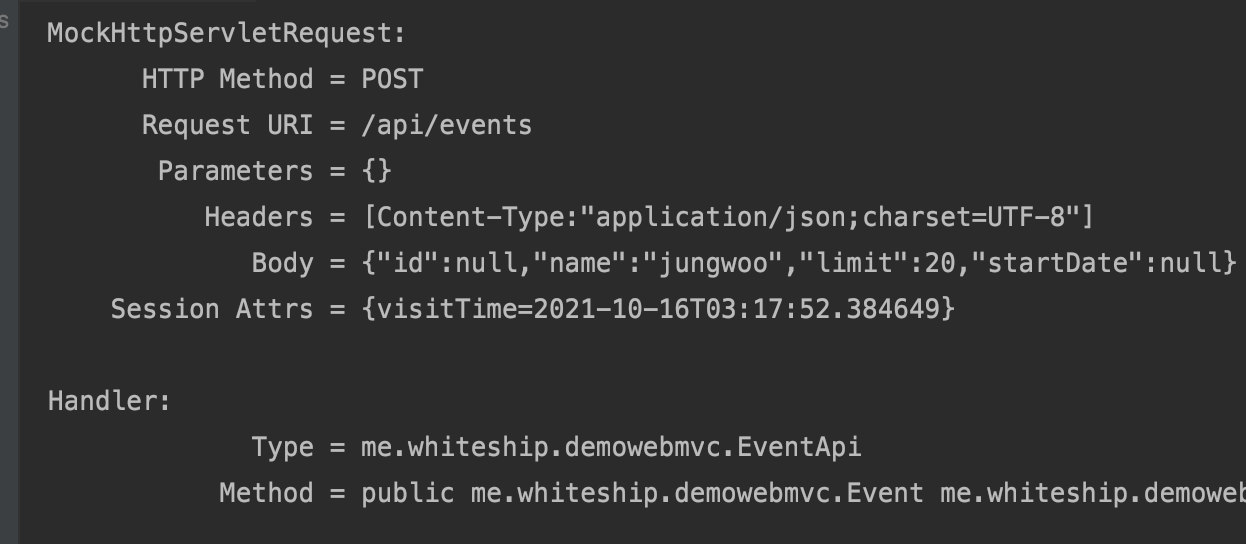 MockHttpServletRequest:
HTTP Method = POST
Request URI = /api/events
Parameters = {}
Headers = [Content-Type:"application/json;charset=UTF-8"]
Body = {"id":null,"name":"jungwoo","limit":20,"startDate":null}
Session Attrs = {visitTime=2021-10-16T03:17:52.384649}
Handler:
Type = me.whiteship.demowebmvc.EventApi
Method = public me.whiteship.demowebmvc.Event me.whiteship.demoweb